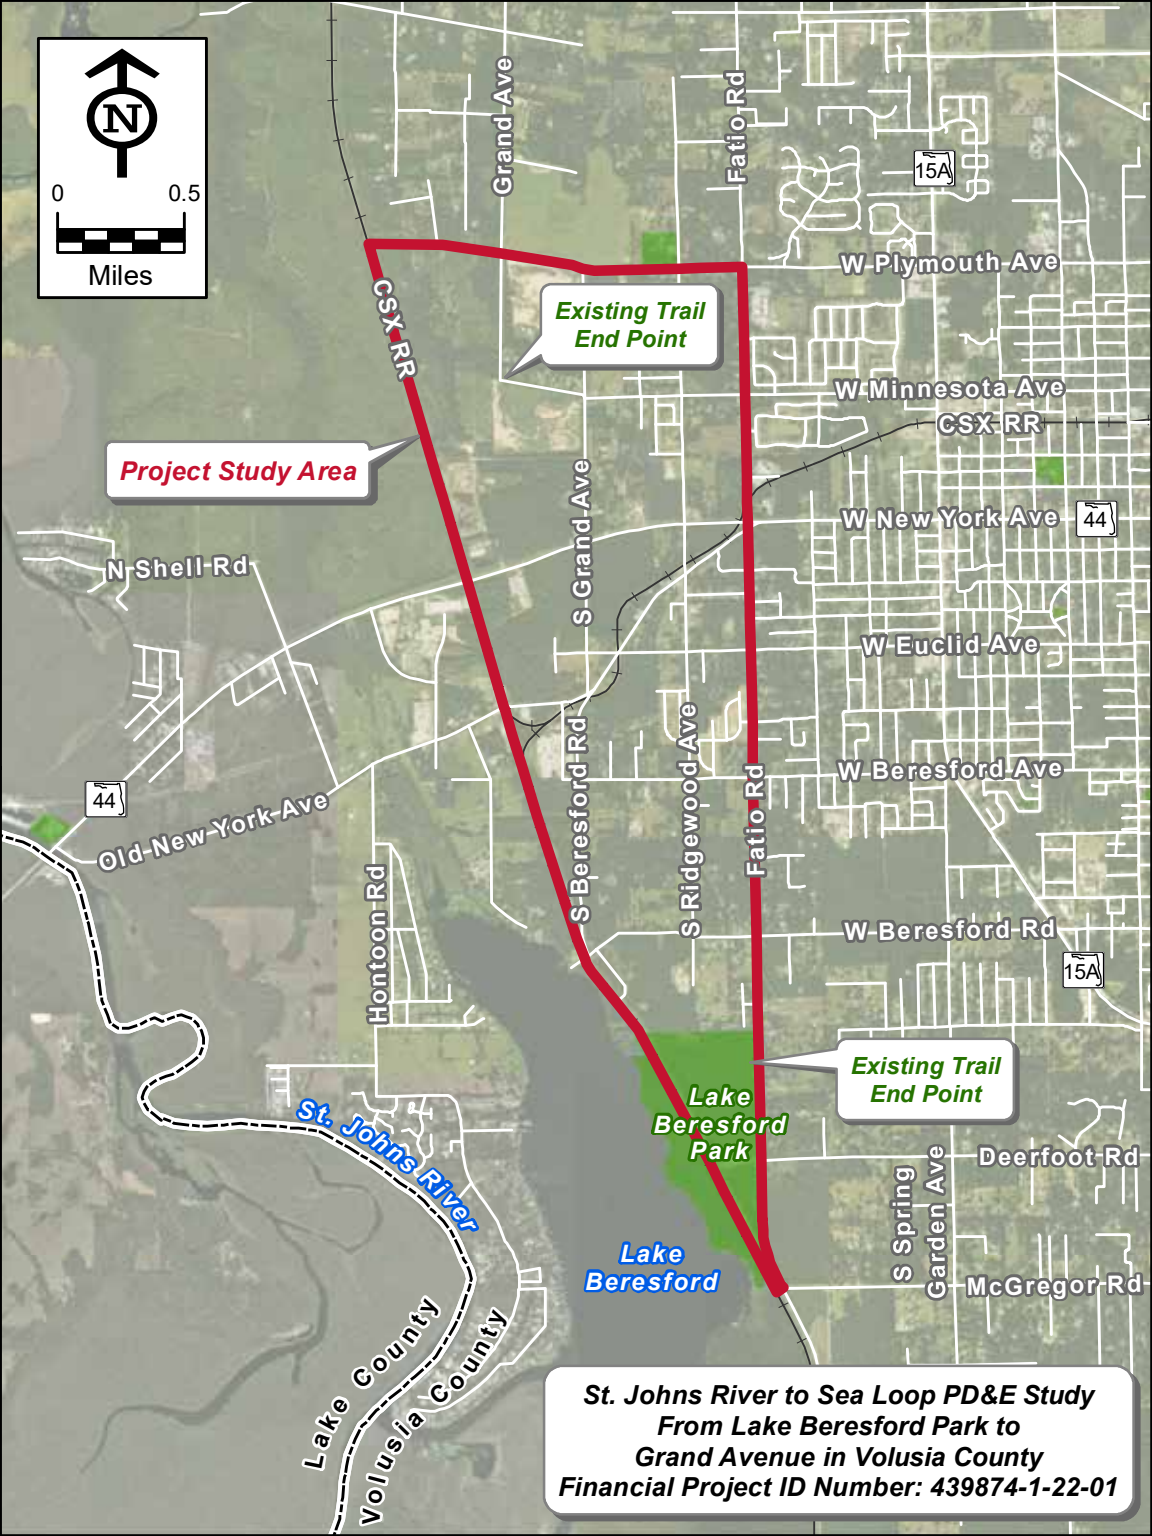 N
0 0.5
Miles
Grand Ave
Fatio Rd
15A
W Plymouth Ave
CSX RR
Existing Trail
End Point
W Minnesota Ave
CSX RR
Project Study Area
S Grand Ave
W New York Ave
44
N Shell Rd
W Euclid Ave
S Beresford Rd
S Ridgewood Ave
Fatio Rd
W Beresford Ave
44
Old New York Ave
Hontoon Rd
W Beresford Rd
15A
Existing Trail
End Point
Lake
Beresford
Park
St. Johns River
Deerfoot Rd
S Spring
Garden Ave
Lake
Beresford
McGregor Rd
Lake County
Volusia County
St. Johns River to Sea Loop PD&E Study
From Lake Beresford Park to
Grand Avenue in Volusia County
Financial Project ID Number: 439874-1-22-01